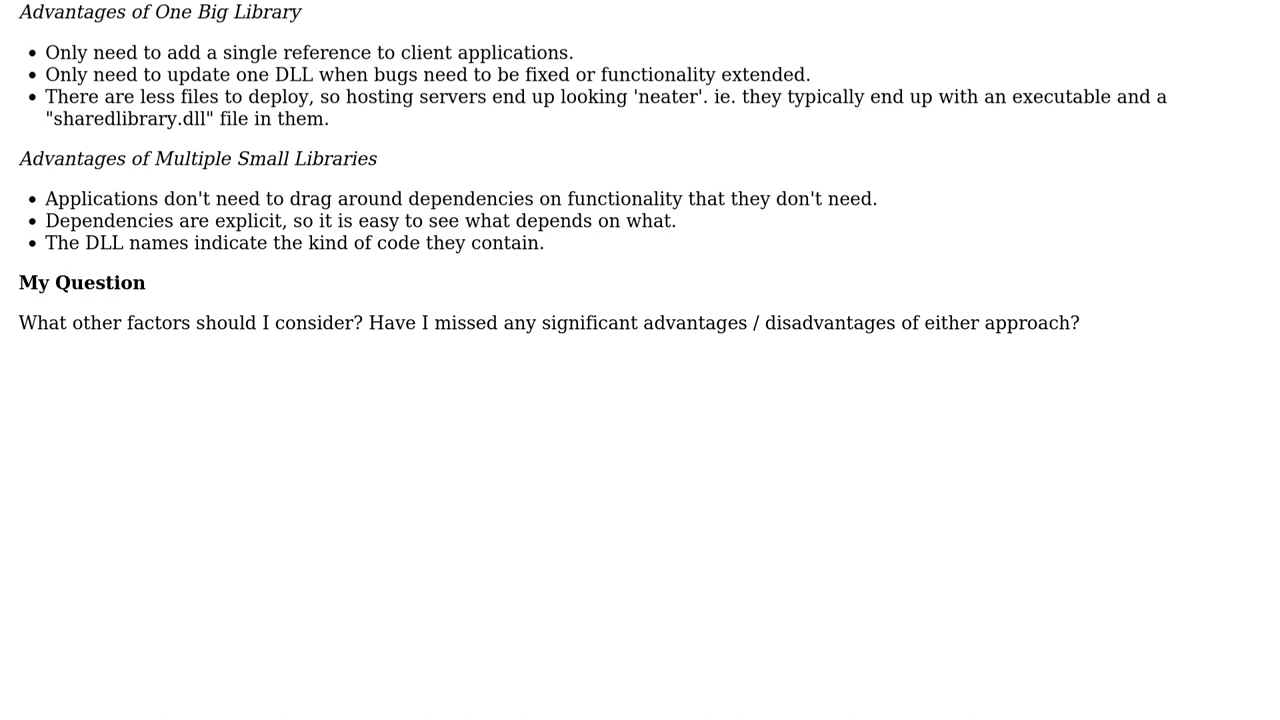 Advantages of One Big Library
• Only need to add a single reference to client applications.
• Only need to update one DLL when bugs need to be fixed or functionality extended.
• There are less files to deploy, so hosting servers end up looking 'neater'. ie. they typically end up with an executable and a
"sharedlibrary.dll" file in them.
Advantages of Multiple Small Libraries
• Applications don't need to drag around dependencies on functionality that they don't need.
• Dependencies are explicit, so it is easy to see what depends on what.
• The DLL names indicate the kind of code they contain.
My Question
What other factors should I consider? Have I missed any significant advantages / disadvantages of either approach?